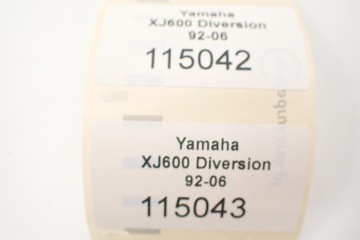 Yamaha
XJ600 Diversion
92-06
115042
Yamaha
XJ600 Diversion
92-06
115043